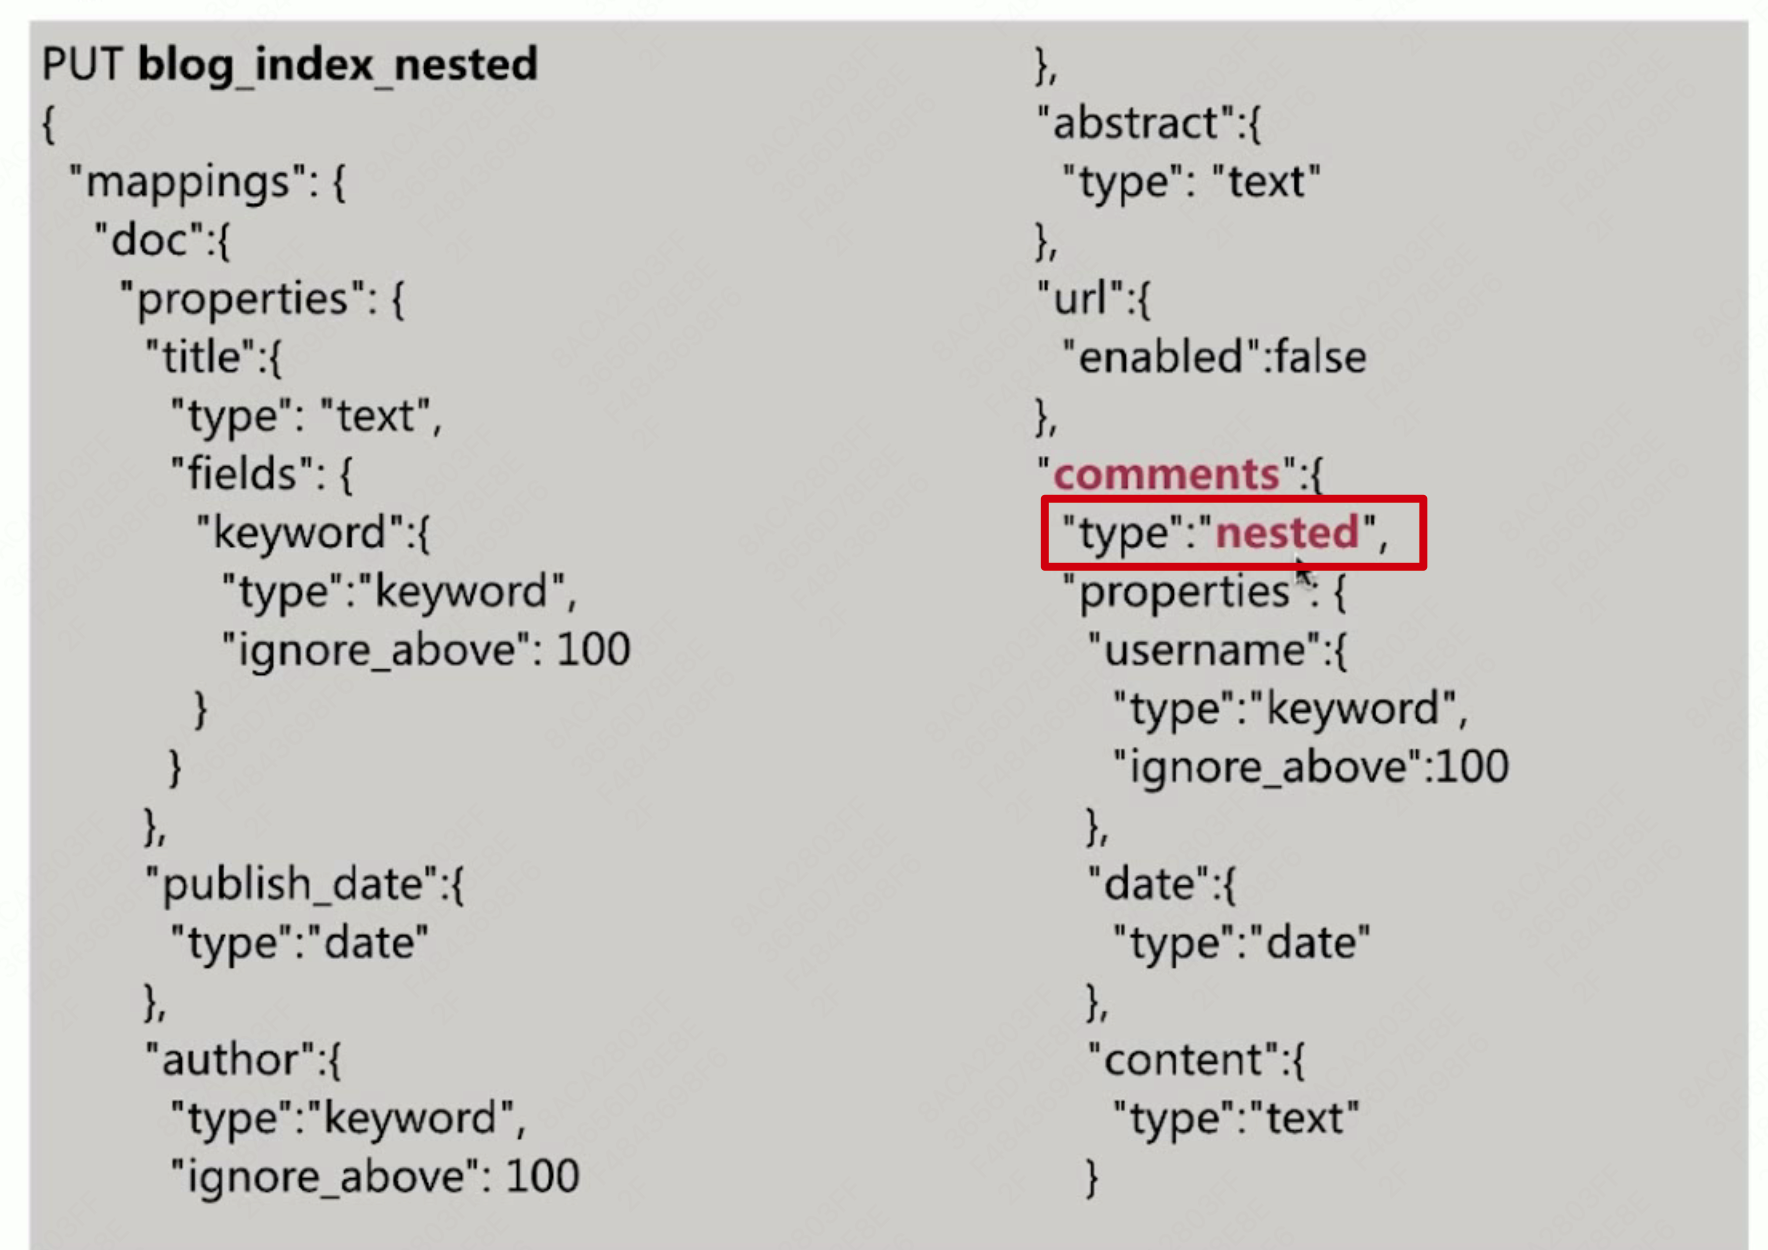 PUT blog_index_nested
{
"mappings": {
"doc":{
"properties": {
"title":{
"type": "text",
"fields": {
"keyword":{
"type":"keyword",
"ignore_above": 100
}
}
},
"publish_date":{
"type":"date"
},
"author":{
"type":"keyword",
"ignore_above": 100
},
"abstract":{
"type": "text"
},
"url":{
"enabled":false
},
"comments":{
"type":"nested",
"properties": {
"username":{
"type":"keyword",
"ignore_above":100
},
"date":{
"type":"date"
},
"content":{
"type":"text"
}